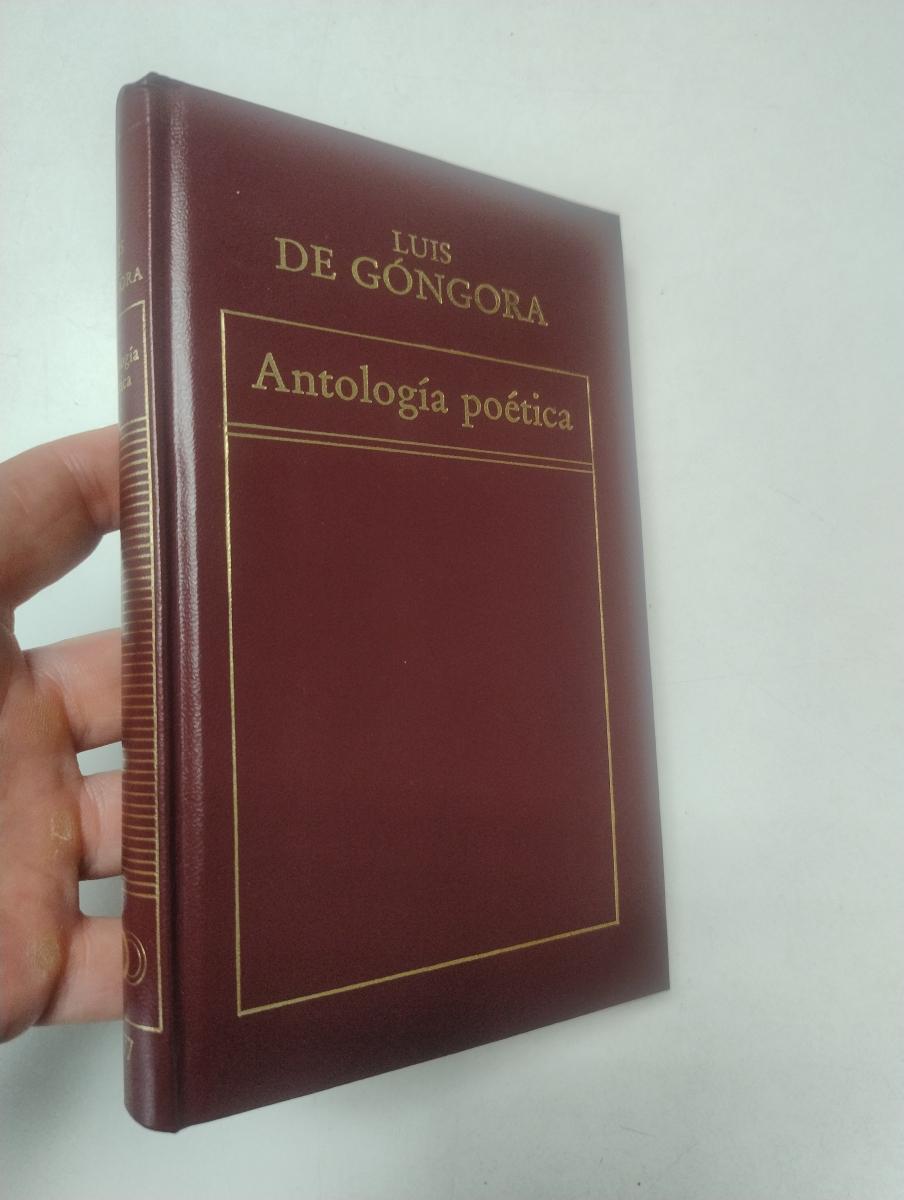 LUIS
DE GÓNGORA
Antología poética